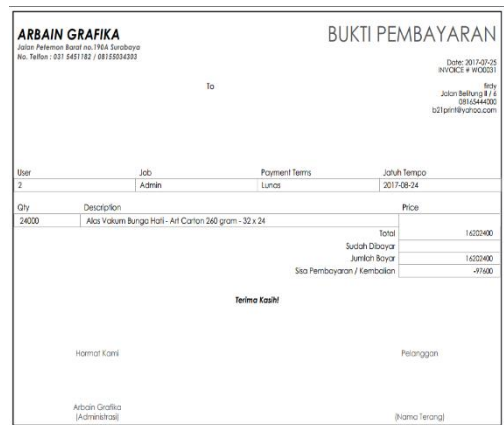 ARBAIN GRAFIKA
BUKTI PEMBAYARAN
Jalan Petemon Barat no.190A Surabaya
No. Telfon : 031 5451182 / 08155034303
Date: 2017-07-25
INVOICE # WO0031
To
firdy
Jalan Belitung II / 6
08165444000
b21print@yahoo.com
User Job Payment Terms Jatuh Tempo
2 Admin Lunas 2017-08-24
Qty Description Price
24000 Alas Vakum Bunga Hati - Art Carton 260 gram - 32 x 24
Total 16202400
Sudah Dibayar
Jumlah Bayar 16202400
Sisa Pembayaran / Kembalian -97600
Terima Kasih!
Hormat Kami Pelanggan
Arbain Grafika
(Administrasi) (Nama Terang)